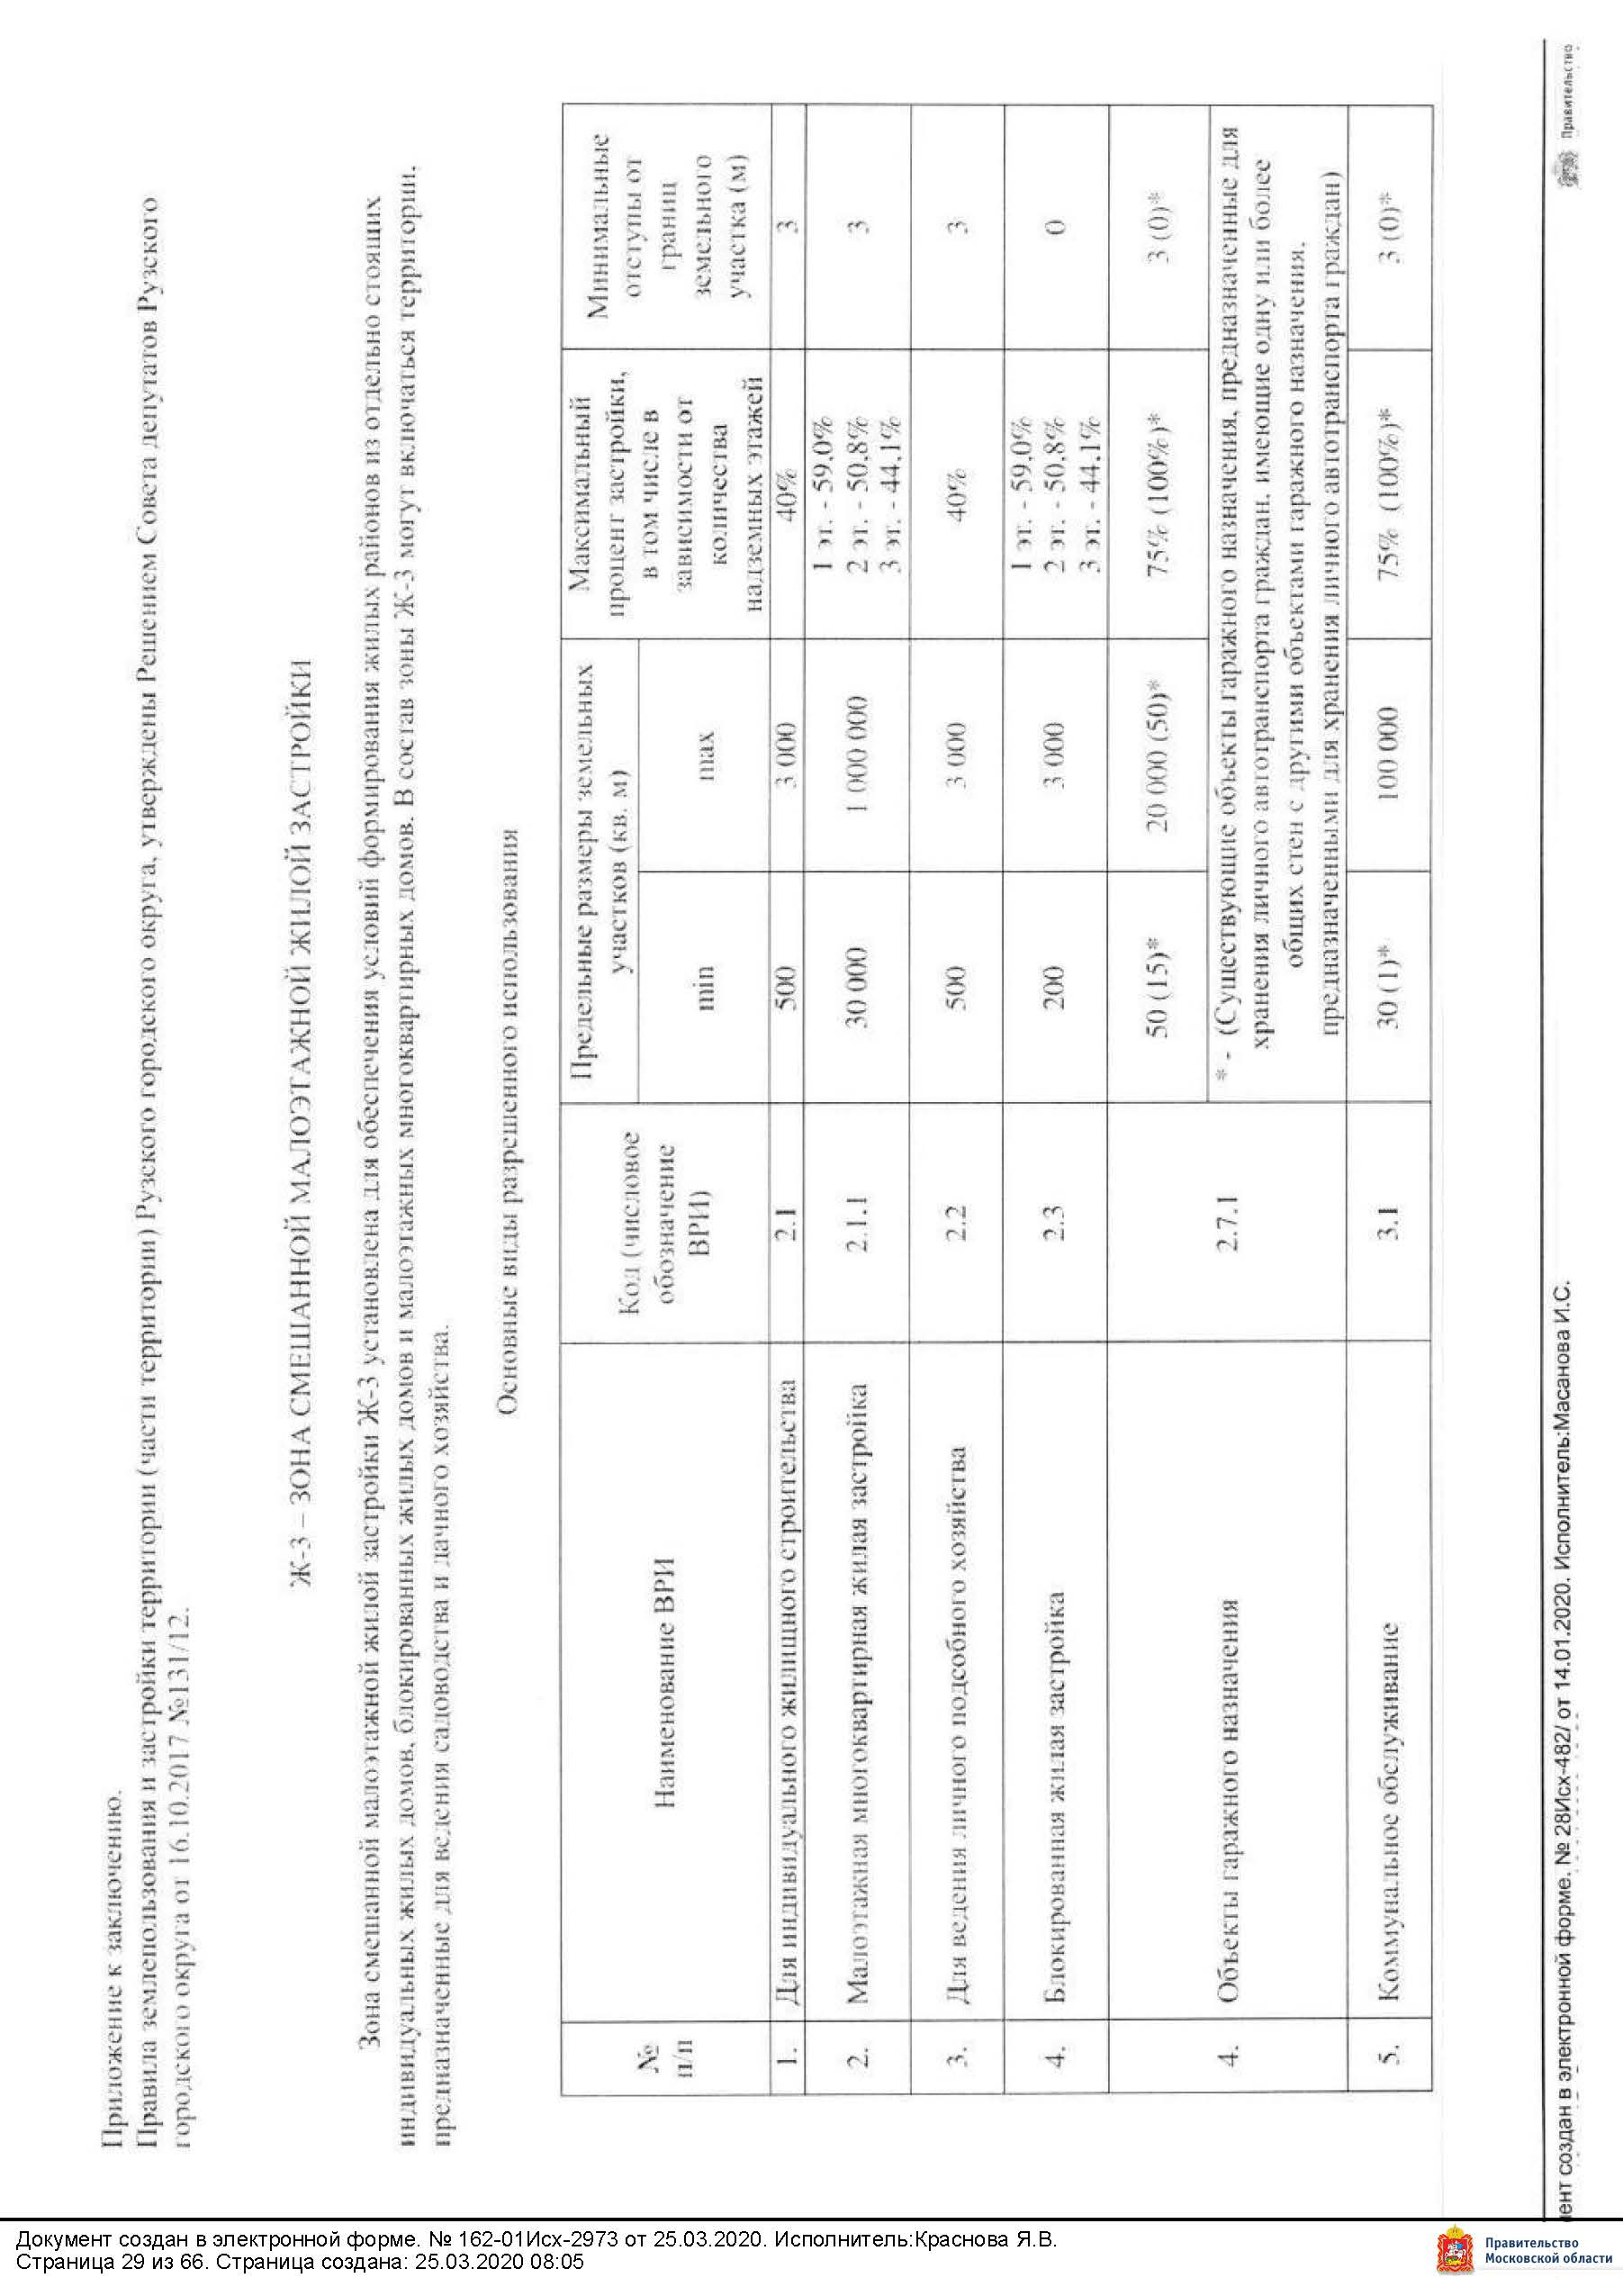 Приложение к заключению.
Правила землепользования и застройки территории (части территории) Рузского городского округа, утверждены Решением Совета депутатов Рузского
городского округа от 16.10.2017 №131/12.
Ж-3 – ЗОНА СМЕШАННОЙ МАЛОЭТАЖНОЙ ЖИЛОЙ ЗАСТРОЙКИ
Зона смешанной малоэтажной жилой застройки Ж-3 установлена для обеспечения условий формирования жилых районов из отдельно стоящих
индивидуальных жилых домов, блокированных жилых домов и малоэтажных многоквартирных домов. В состав зоны Ж-3 могут включаться территории,
предназначенные для ведения садоводства и дачного хозяйства.
Основные виды разрешенного использования
№
п/п
Наименование ВРИ
Код (числовое
обозначение
ВРИ)
Предельные размеры земельных
участков (кв. м)
min
max
Максимальный
процент застройки,
в том числе в
зависимости от
количества
надземных этажей
Минимальные
отступы от
границ
земельного
участка (м)
1. Для индивидуального жилищного строительства 2.1 500 3 000 40% 3
2. Малоэтажная многоквартирная жилая застройка 2.1.1 30 000 1 000 000
1 эт. - 59,0%
2 эт. - 50,8%
3 эт. - 44,1%
3
3. Для ведения личного подсобного хозяйства 2.2 500 3 000 40% 3
4. Блокированная жилая застройка 2.3 200 3 000
1 эт. - 59,0%
2 эт. - 50,8%
3 эт. - 44,1%
0
4. Объекты гаражного назначения 2.7.1
50 (15)* 20 000 (50)* 75% (100%)* 3 (0)*
* - (Существующие объекты гаражного назначения, предназначенные для
хранения личного автотранспорта граждан, имеющие одну или более
общих стен с другими объектами гаражного назначения,
предназначенными для хранения личного автотранспорта граждан)
5. Коммунальное обслуживание 3.1 30 (1)* 100 000 75% (100%)* 3 (0)*
ент создан в электронной форме. № 28Исх-482/ от 14.01.2020. Исполнитель:Масанова И.С.
Правительство
Документ создан в электронной форме. № 162-01Исх-2973 от 25.03.2020. Исполнитель:Краснова Я.В.
Страница 29 из 66. Страница создана: 25.03.2020 08:05
Правительство
Московской области